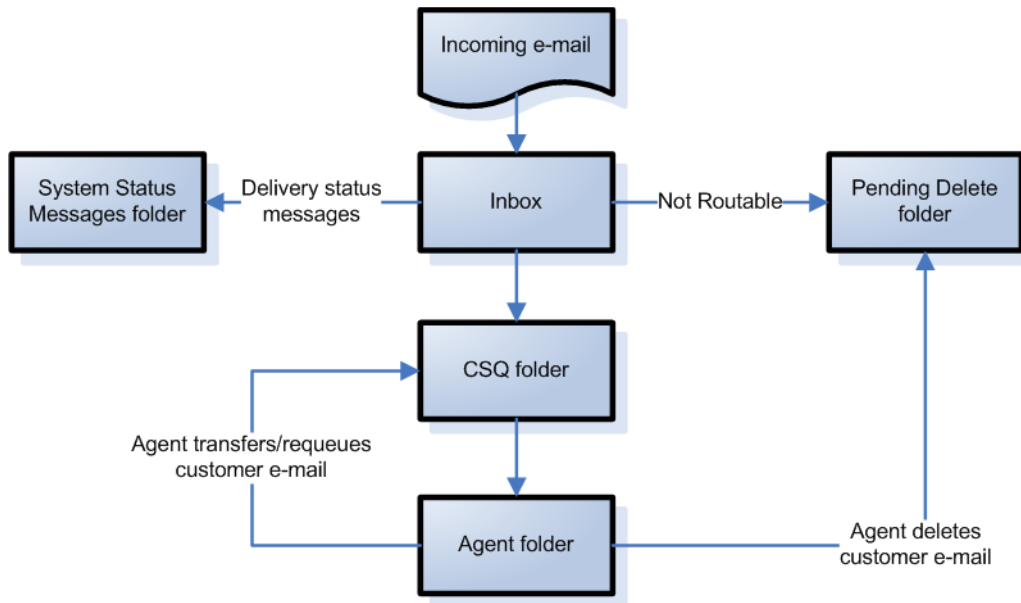 Incoming e-mail
System Status
Messages folder
Delivery status
messages
Inbox
Not Routable
Pending Delete
folder
CSQ folder
Agent transfers/requeues
customer e-mail
Agent folder
Agent deletes
customer e-mail